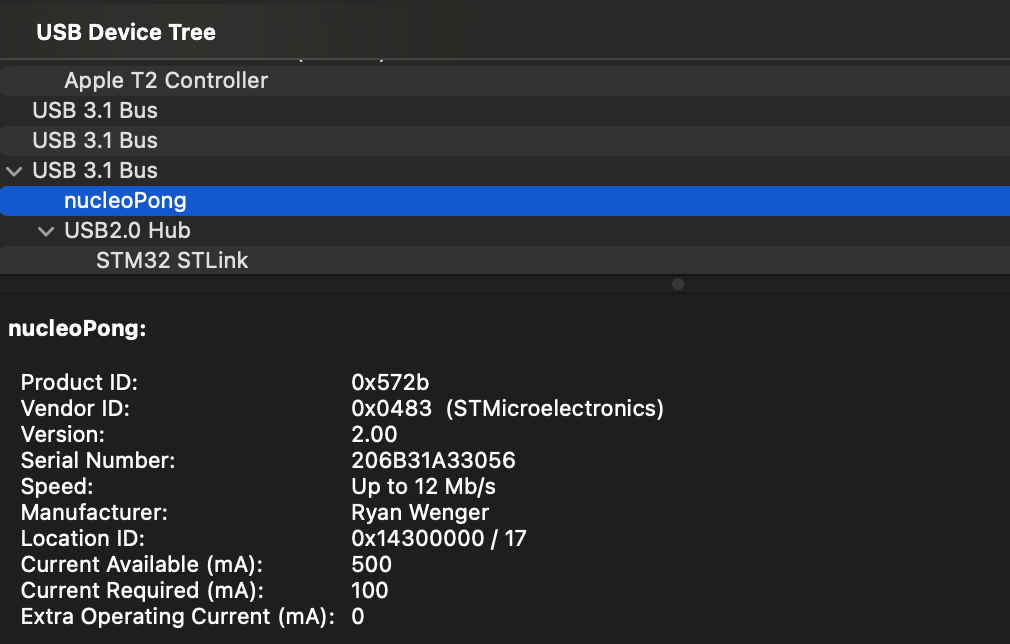 USB Device Tree
Apple T2 Controller
USB 3.1 Bus
USB 3.1 Bus
USB 3.1 Bus
nucleoPong
USB2.0 Hub
STM32 STLink
nucleoPong:
Product ID: 0x572b
Vendor ID: 0x0483 (STMicroelectronics)
Version: 2.00
Serial Number: 206B31A33056
Speed: Up to 12 Mb/s
Manufacturer: Ryan Wenger
Location ID: 0x14300000 / 17
Current Available (mA): 500
Current Required (mA): 100
Extra Operating Current (mA): 0